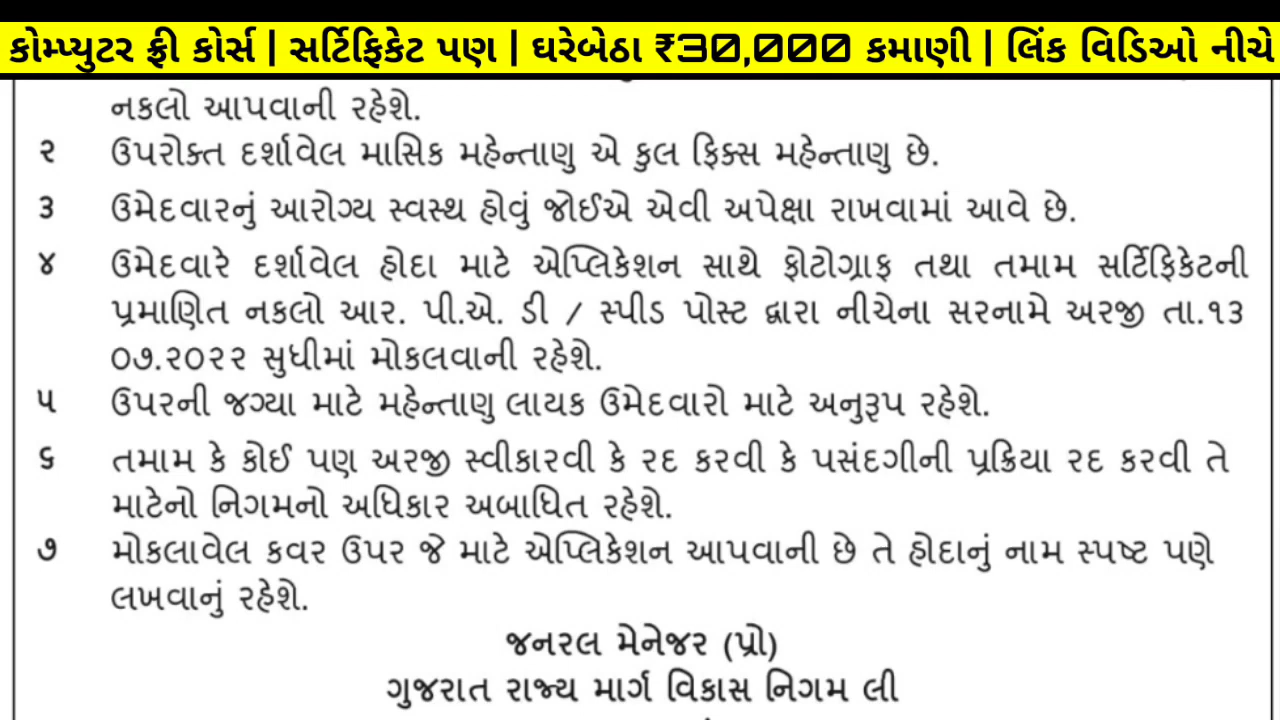 કોમ્પ્યુટર ફ્રી કોર્સ | સર્ટિફિકેટ પણ | ઘરેબેઠા ₹30,000 કમાણી | લિંક વિડિઓ નીચે
નકલો આપવાની રહેશે.
૨ ઉપરોક્ત દર્શાવેલ માસિક મહેન્તાણુ એ કુલ ફિક્સ મહેન્તાણુ છે.
૩ ઉમેદવારનું આરોગ્ય સ્વસ્થ હોવું જોઈએ એવી અપેક્ષા રાખવામાં આવે છે.
૪ ઉમેદવારે દર્શાવેલ હોદા માટે એપ્લિકેશન સાથે ફોટોગ્રાફ તથા તમામ સર્ટિફિકેટની
પ્રમાણિત નકલો આર. પી.એ. ડી / સ્પીડ પોસ્ટ દ્વારા નીચેના સરનામે અરજી તા.૧૩
૦૭.૨૦૨૨ સુધીમાં મોકલવાની રહેશે.
૫ ઉપરની જગ્યા માટે મહેન્તાણુ લાયક ઉમેદવારો માટે અનુરૂપ રહેશે.
૬ તમામ કે કોઈ પણ અરજી સ્વીકારવી કે રદ કરવી કે પસંદગીની પ્રક્રિયા રદ કરવી તે
માટેનો નિગમનો અધિકાર અબાધિત રહેશે.
૭ મોકલાવેલ કવર ઉપર જે માટે એપ્લિકેશન આપવાની છે તે હોદાનું નામ સ્પષ્ટ પણે
લખવાનું રહેશે.
જનરલ મેનેજર (પ્રો)
ગુજરાત રાજ્ય માર્ગ વિકાસ નિગમ લી